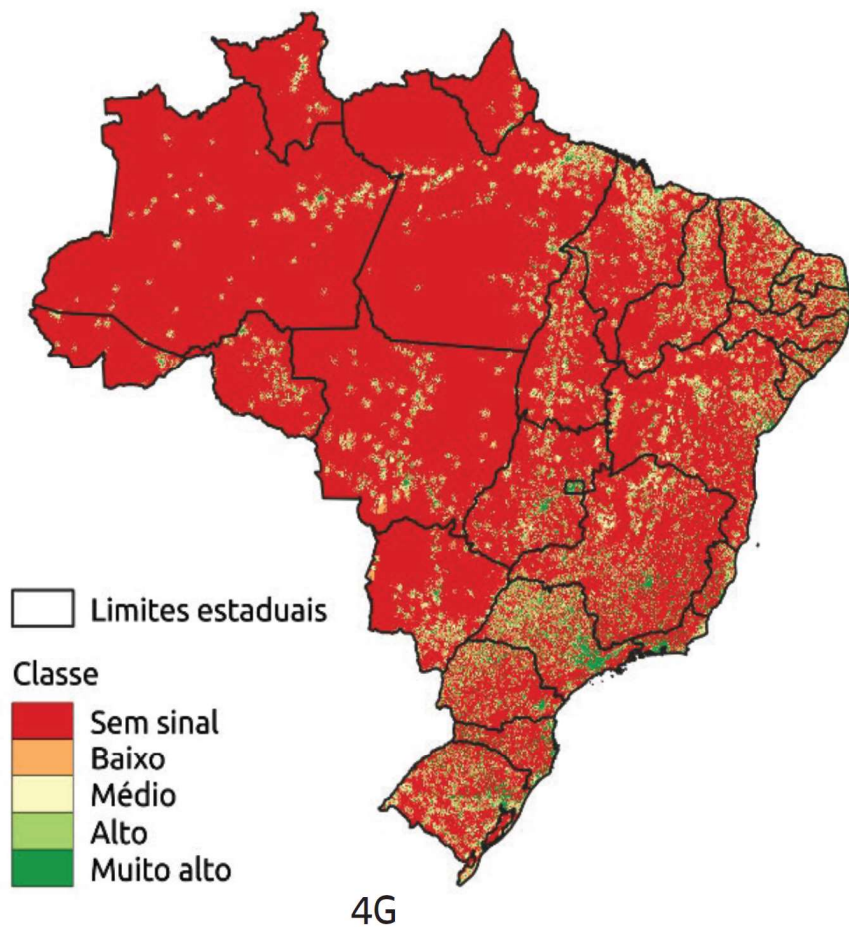 Limites estaduais
Classe
Sem sinal
Baixo
Médio
Alto
Muito alto
4G